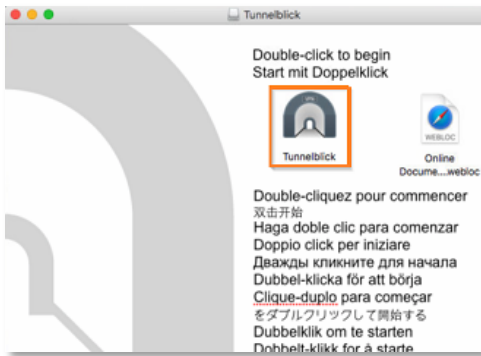 Tunnelblick
Double-click to begin
Start mit Doppelklick
WEBLOC
Tunnelblick
Online
Docume....webloc
Double-cliquez pour commencer
双击开始
Haga doble clic para comenzar
Doppio click per iniziare
Дважды кликните для начала
Dubbel-klicka för att börja
Clique-duplo para começar
をダブルクリックして開始する
Dubbelklik om te starten
Dobbelt-klikk for å starte